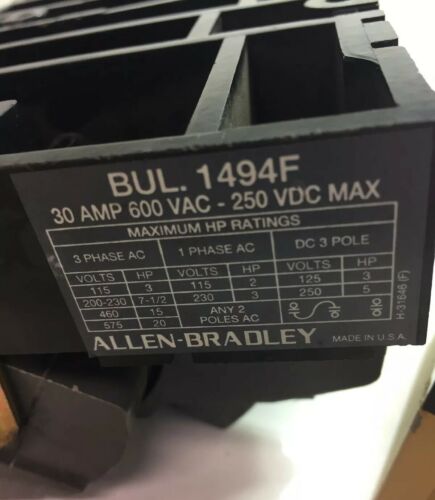 BUL. 1494F
30 AMP 600 VAC - 250 VDC MAX
MAXIMUM HP RATINGS
3 PHASE AC 1 PHASE AC DC 3 POLE
VOLTS HP VOLTS HP VOLTS HP
115 3 115 2 125 3
200-230 7-1/2 230 3 250 5
460 15 ANY 2
575 20 POLES AC
ALLEN-BRADLEY MADE IN U.S.A.
H-31646 (F)